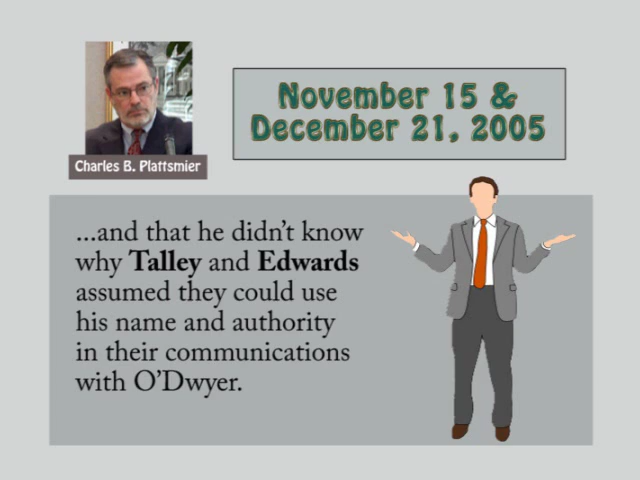 November 15 &
December 21, 2005
Charles B. Plattsmier
...and that he didn't know
why Talley and Edwards
assumed they could use
his name and authority
in their communications
with O'Dwyer.